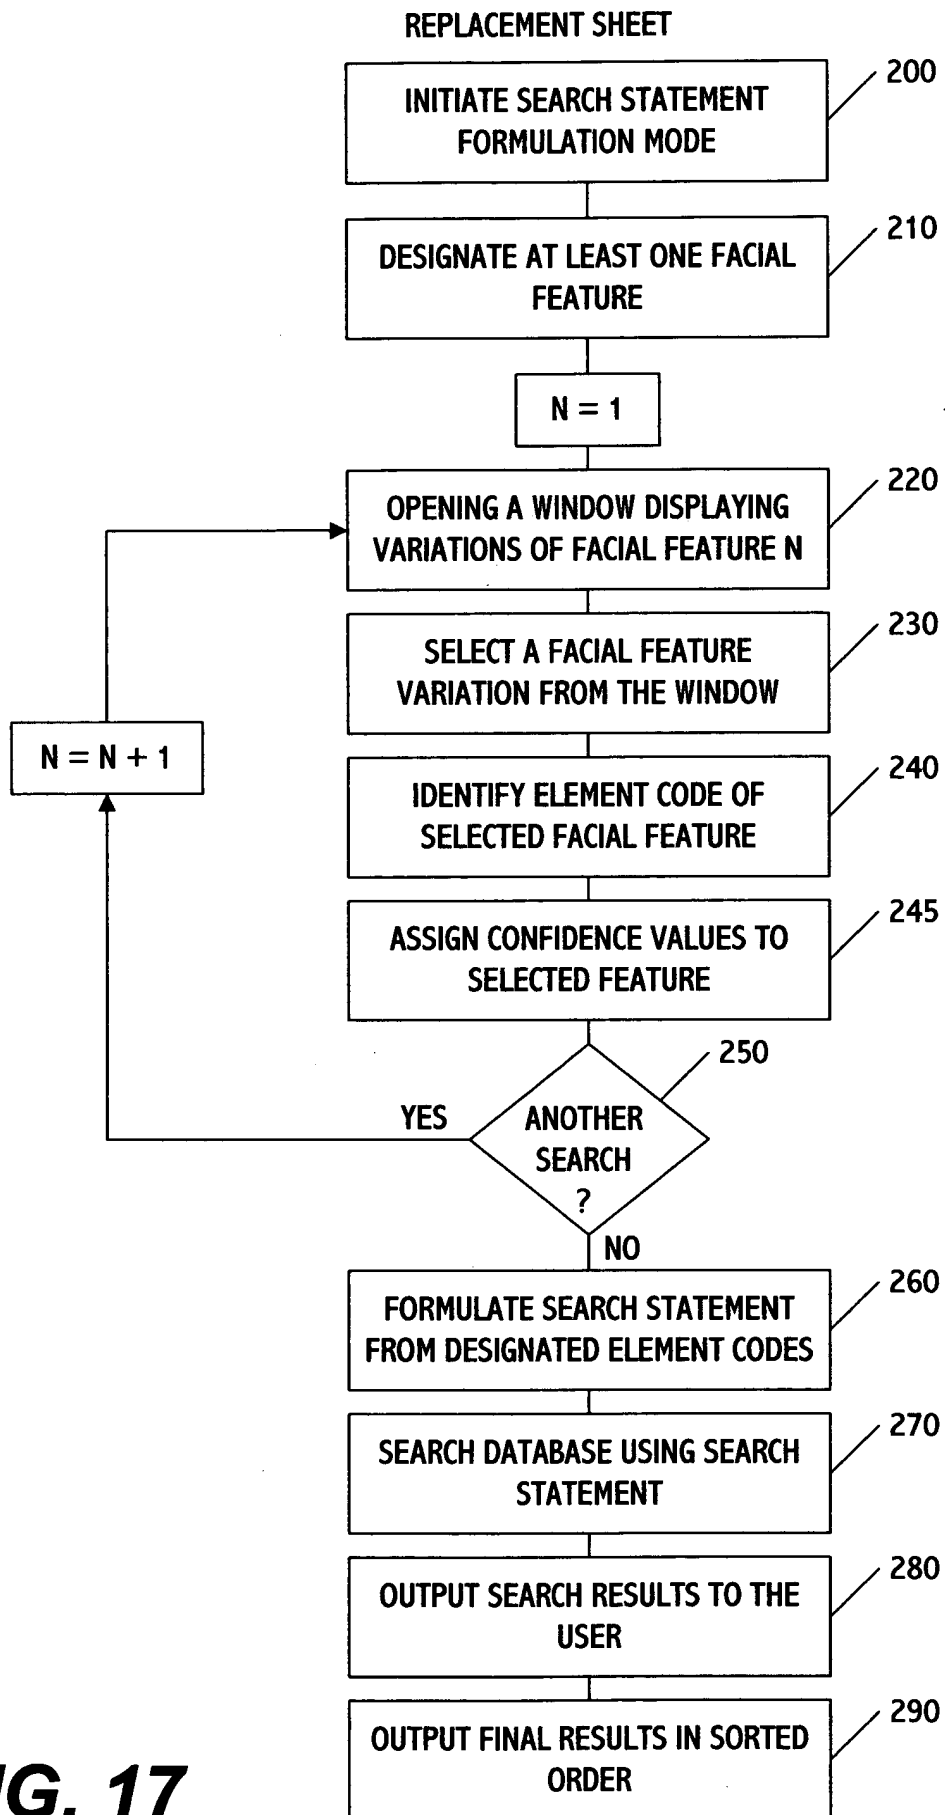 REPLACEMENT SHEET
200
INITIATE SEARCH STATEMENT
FORMULATION MODE
210
DESIGNATE AT LEAST ONE FACIAL
FEATURE
N = 1
220
OPENING A WINDOW DISPLAYING
VARIATIONS OF FACIAL FEATURE N
230
SELECT A FACIAL FEATURE
VARIATION FROM THE WINDOW
N = N + 1
240
IDENTIFY ELEMENT CODE OF
SELECTED FACIAL FEATURE
245
ASSIGN CONFIDENCE VALUES TO
SELECTED FEATURE
250
YES
ANOTHER
SEARCH
?
NO
260
FORMULATE SEARCH STATEMENT
FROM DESIGNATED ELEMENT CODES
270
SEARCH DATABASE USING SEARCH
STATEMENT
280
OUTPUT SEARCH RESULTS TO THE
USER
290
OUTPUT FINAL RESULTS IN SORTED
ORDER
IG. 17